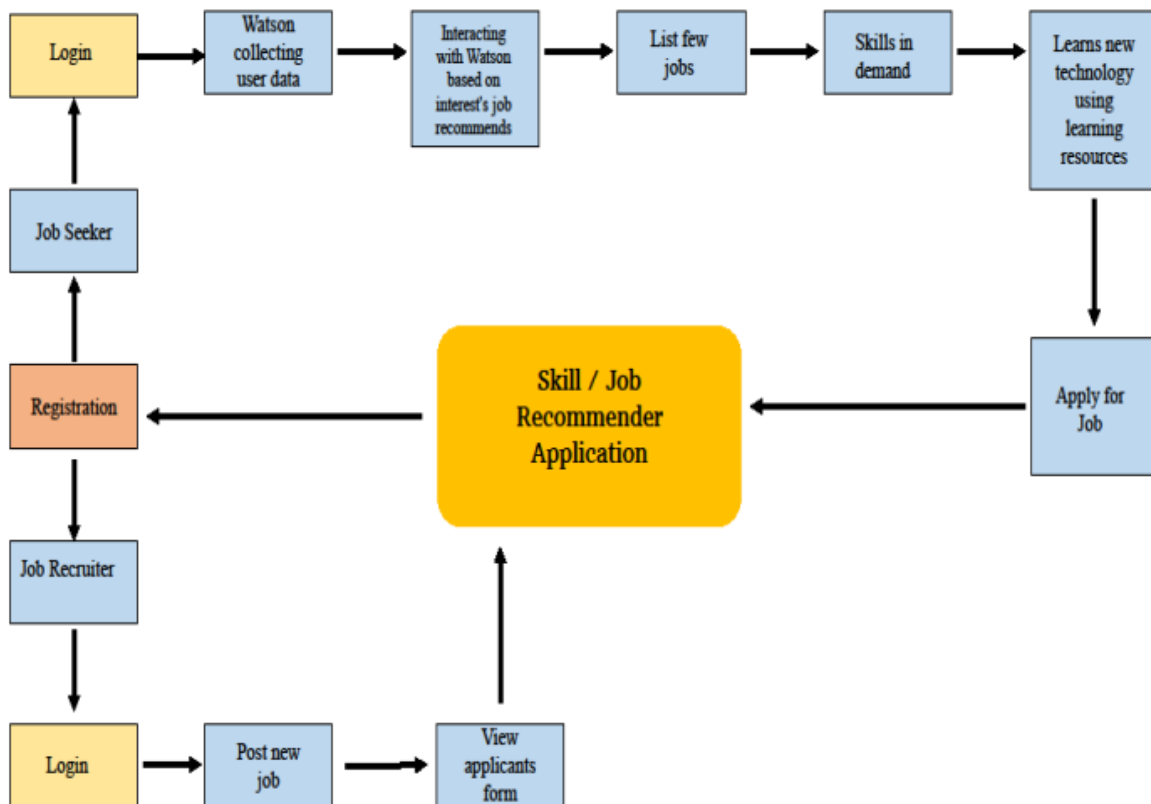 Login
Watson
collecting
user data
Interacting
with Watson
based on
interest's job
recommends
List few
jobs
Skills in
demand
Learns new
technology
using
learning
resources
Job Seeker
Registration
Skill / Job
Recommender
Application
Apply for
Job
Job Recruiter
Login
Post new
job
View
applicants
form